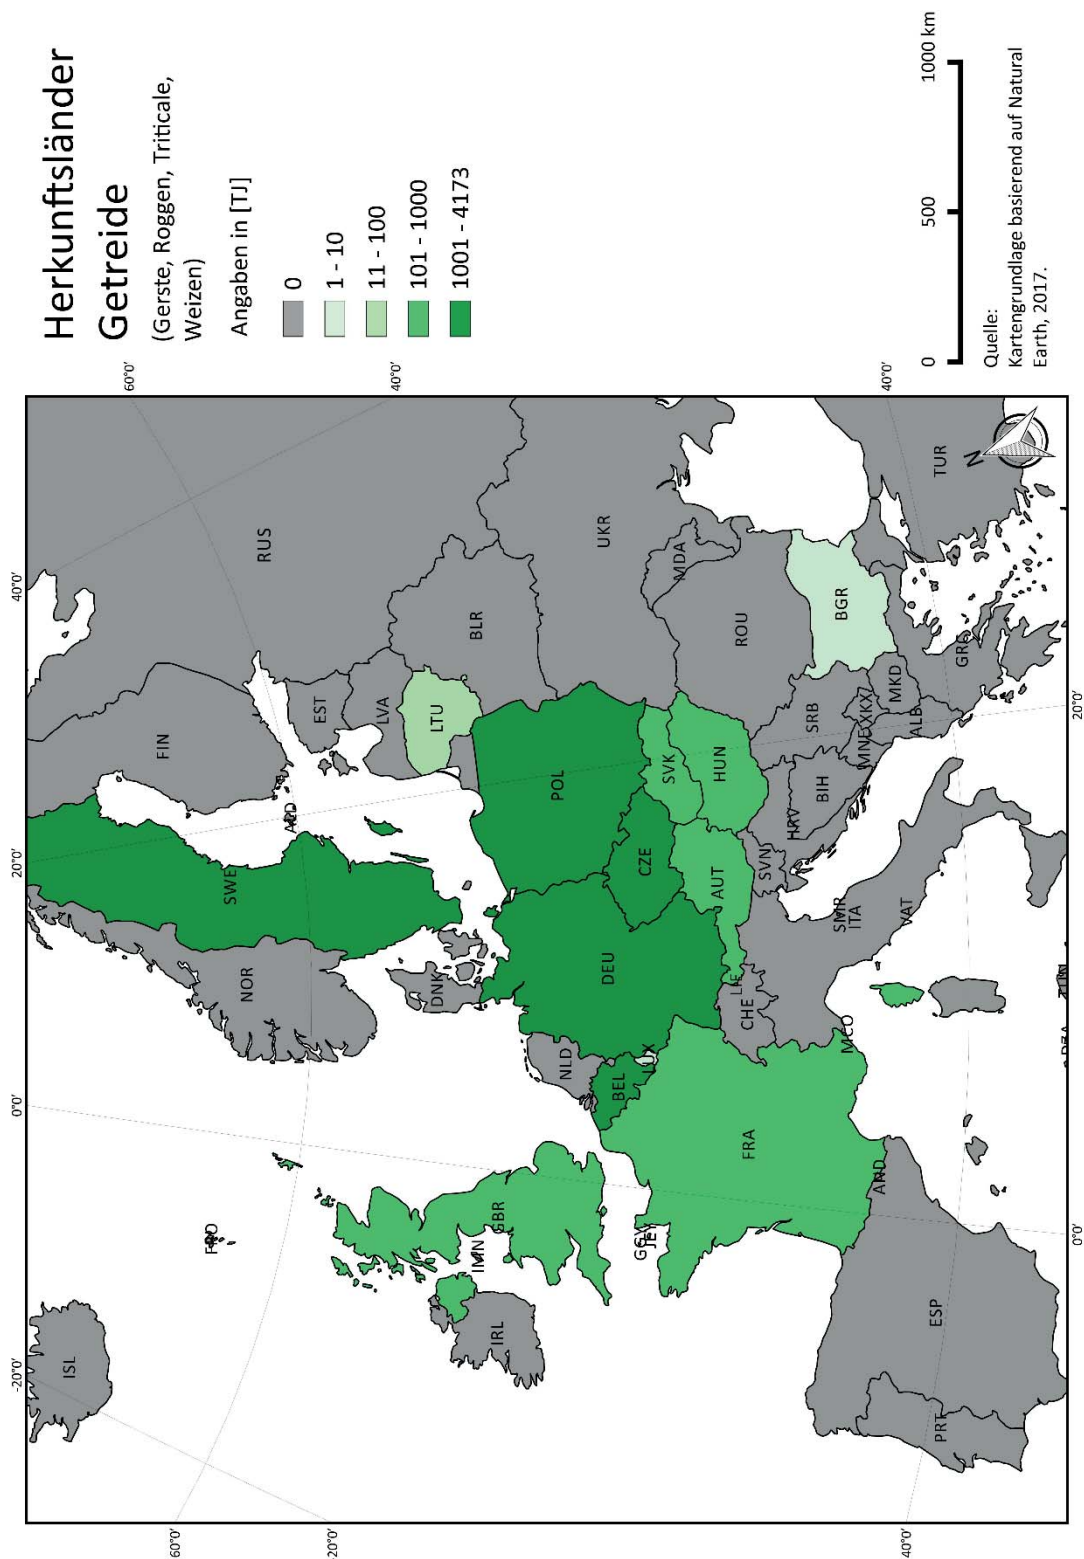 Herkunftsländer
Getreide
(Gerste, Roggen, Triticale,
Weizen)
Angaben in [TJ]
0
1 - 10
11 - 100
101 - 1000
1001 - 4173
0 500 1000 km
Quelle:
Kartengrundlage basierend auf Natural
Earth, 2017.
-20°0'
0°0'
20°0'
40°0'
60°0'
60°0'
40°0'
20°0'
40°0'
40°0'
0°0'
20°0'
N
ISL
NOR
SWE
FIN
RUS
ALD
EST
LVA
LTU
BLR
DNK
IRL
IMN
GBR
NLD
BEL
LUX
DEU
POL
CZE
SVK
UKR
MDA
GGY
JEY
FRA
CHE
LIE
AUT
HUN
ROU
SVN
HRV
BIH
SRB
BGR
MNE
XKX
MKD
ALB
GRC
TUR
MCO
SMR
ITA
VAT
AND
ESP
PRT